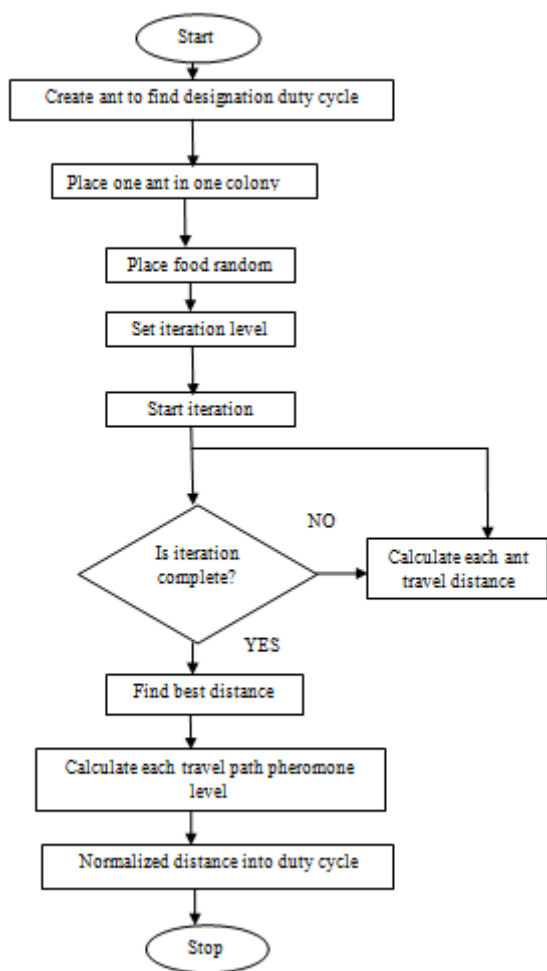 Start
Create ant to find designation duty cycle
Place one ant in one colony
Place food random
Set iteration level
Start iteration
NO
Is iteration
complete?
Calculate each ant
travel distance
YES
Find best distance
Calculate each travel path pheromone
level
Normalized distance into duty cycle
Stop